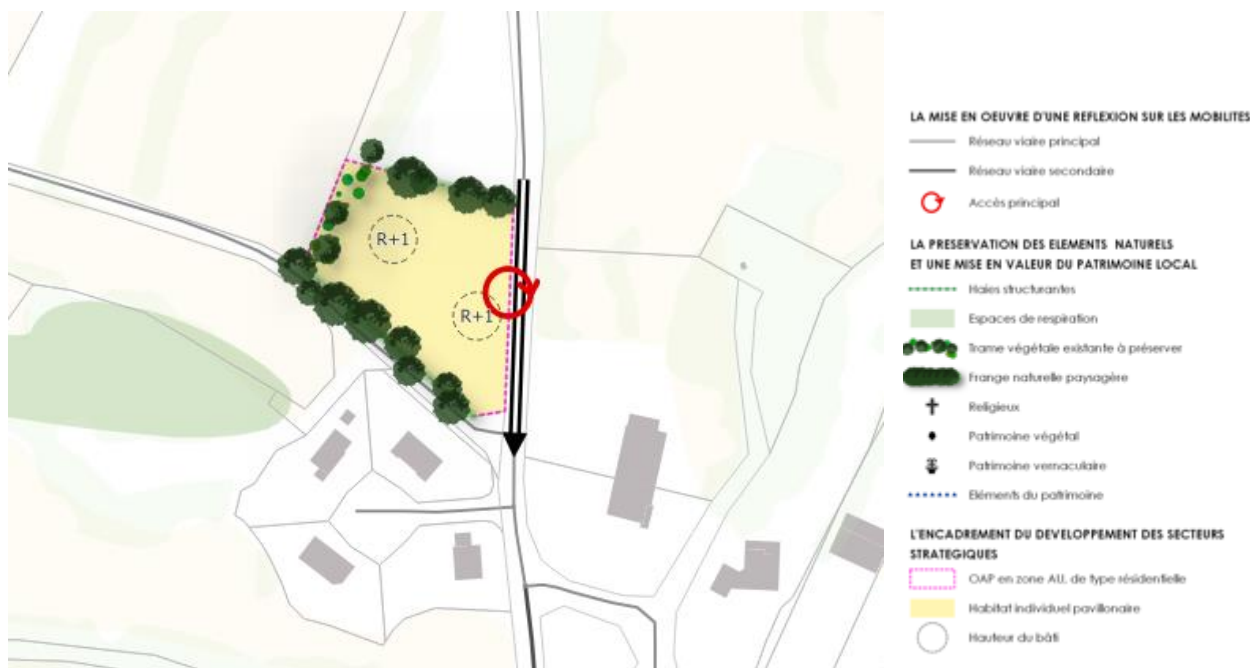 R+1
R+1
LA MISE EN OEUVRE D'UNE REFLEXION SUR LES MOBILITES
Réseau viaire principal
Réseau viaire secondaire
Accès principal
LA PRESERVATION DES ELEMENTS NATURELS
ET UNE MISE EN VALEUR DU PATRIMOINE LOCAL
Haies structurantes
Espaces de respiration
Trame végétale existante à préserver
Frange naturelle paysagère
Religieux
Patrimoine végétal
Patrimoine vernaculaire
Eléments du patrimoine
L'ENCADREMENT DU DEVELOPPEMENT DES SECTEURS
STRATEGIQUES
OAP en zone AU, de type résidentielle
Habitat individuel pavillonaire
Hauteur du bâti